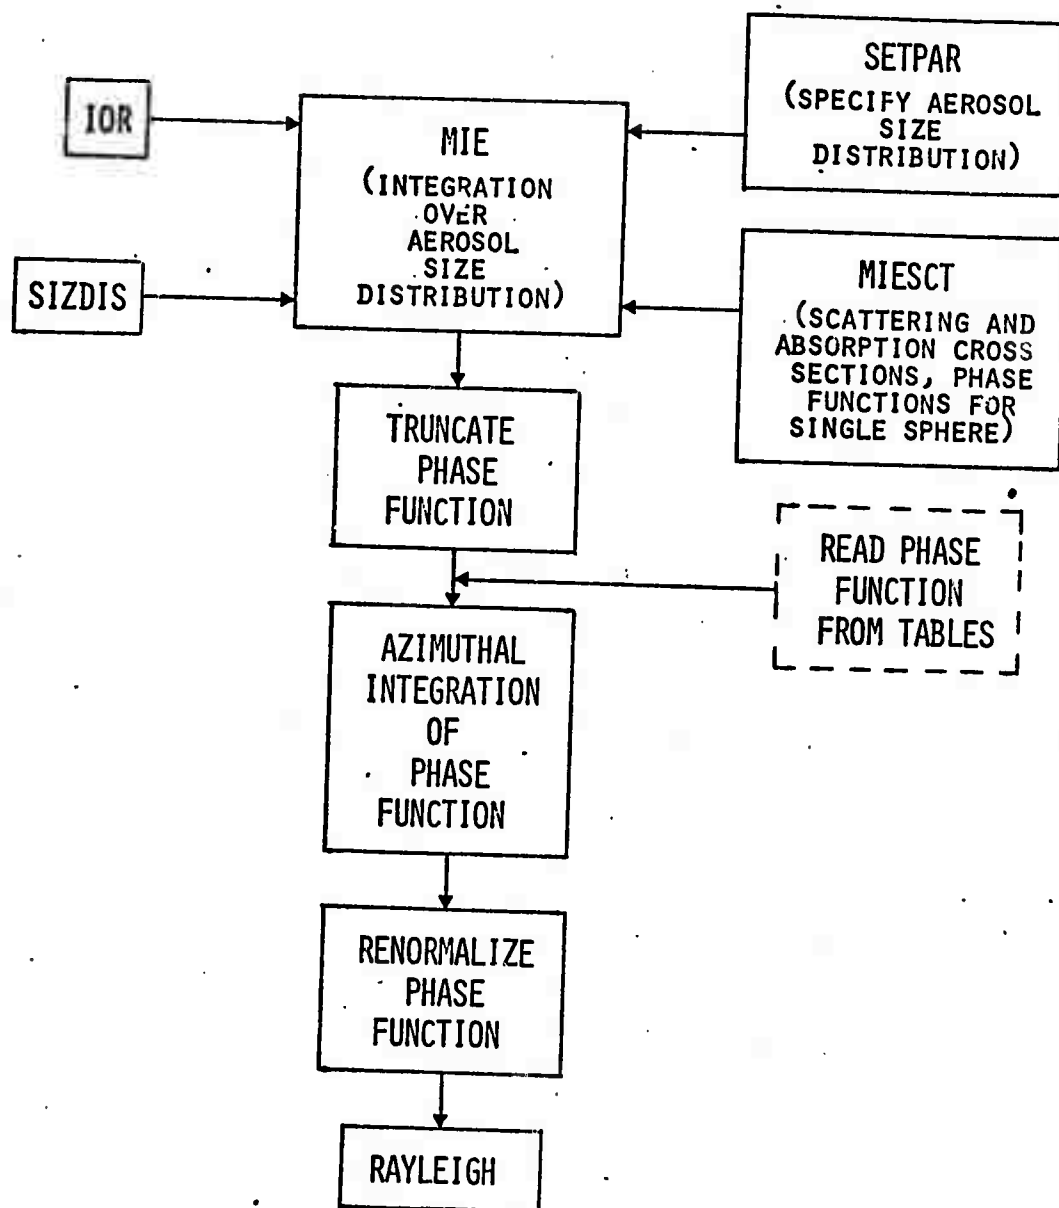 IOR
SIZDIS
MIE
(INTEGRATION
OVER
AEROSOL
SIZE
DISTRIBUTION)
SETPAR
(SPECIFY AEROSOL
SIZE
DISTRIBUTION)
MIESCT
(SCATTERING AND
ABSORPTION CROSS
SECTIONS, PHASE
FUNCTIONS FOR
SINGLE SPHERE)
TRUNCATE
PHASE
FUNCTION
READ PHASE
FUNCTION
FROM TABLES
AZIMUTHAL
INTEGRATION
OF
PHASE
FUNCTION
RENORMALIZE
PHASE
FUNCTION
RAYLEIGH